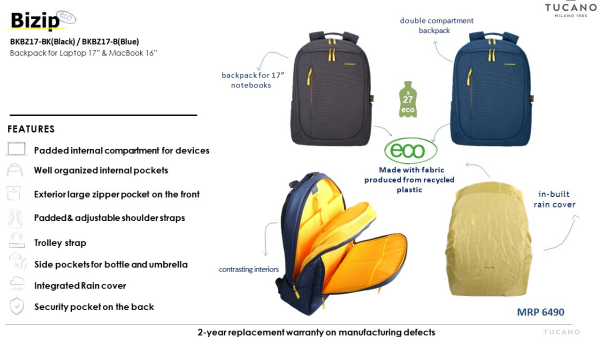 Bizip eco
TUCANO
MILANO 1985
BKBZ17-BK(Black) / BKBZ17-B(Blue)
Backpack for Laptop 17" & MacBook 16"
double compartment
backpack
backpack for 17"
notebooks
x
27
eco
eco
Made with fabric
produced from recycled
plastic
FEATURES
Padded internal compartment for devices
Well organized internal pockets
Exterior large zipper pocket on the front
Padded & adjustable shoulder straps
Trolley strap
Side pockets for bottle and umbrella
Integrated Rain cover
Security pocket on the back
contrasting interiors
in-built
rain cover
MRP 6490
2-year replacement warranty on manufacturing defects
TUCANO